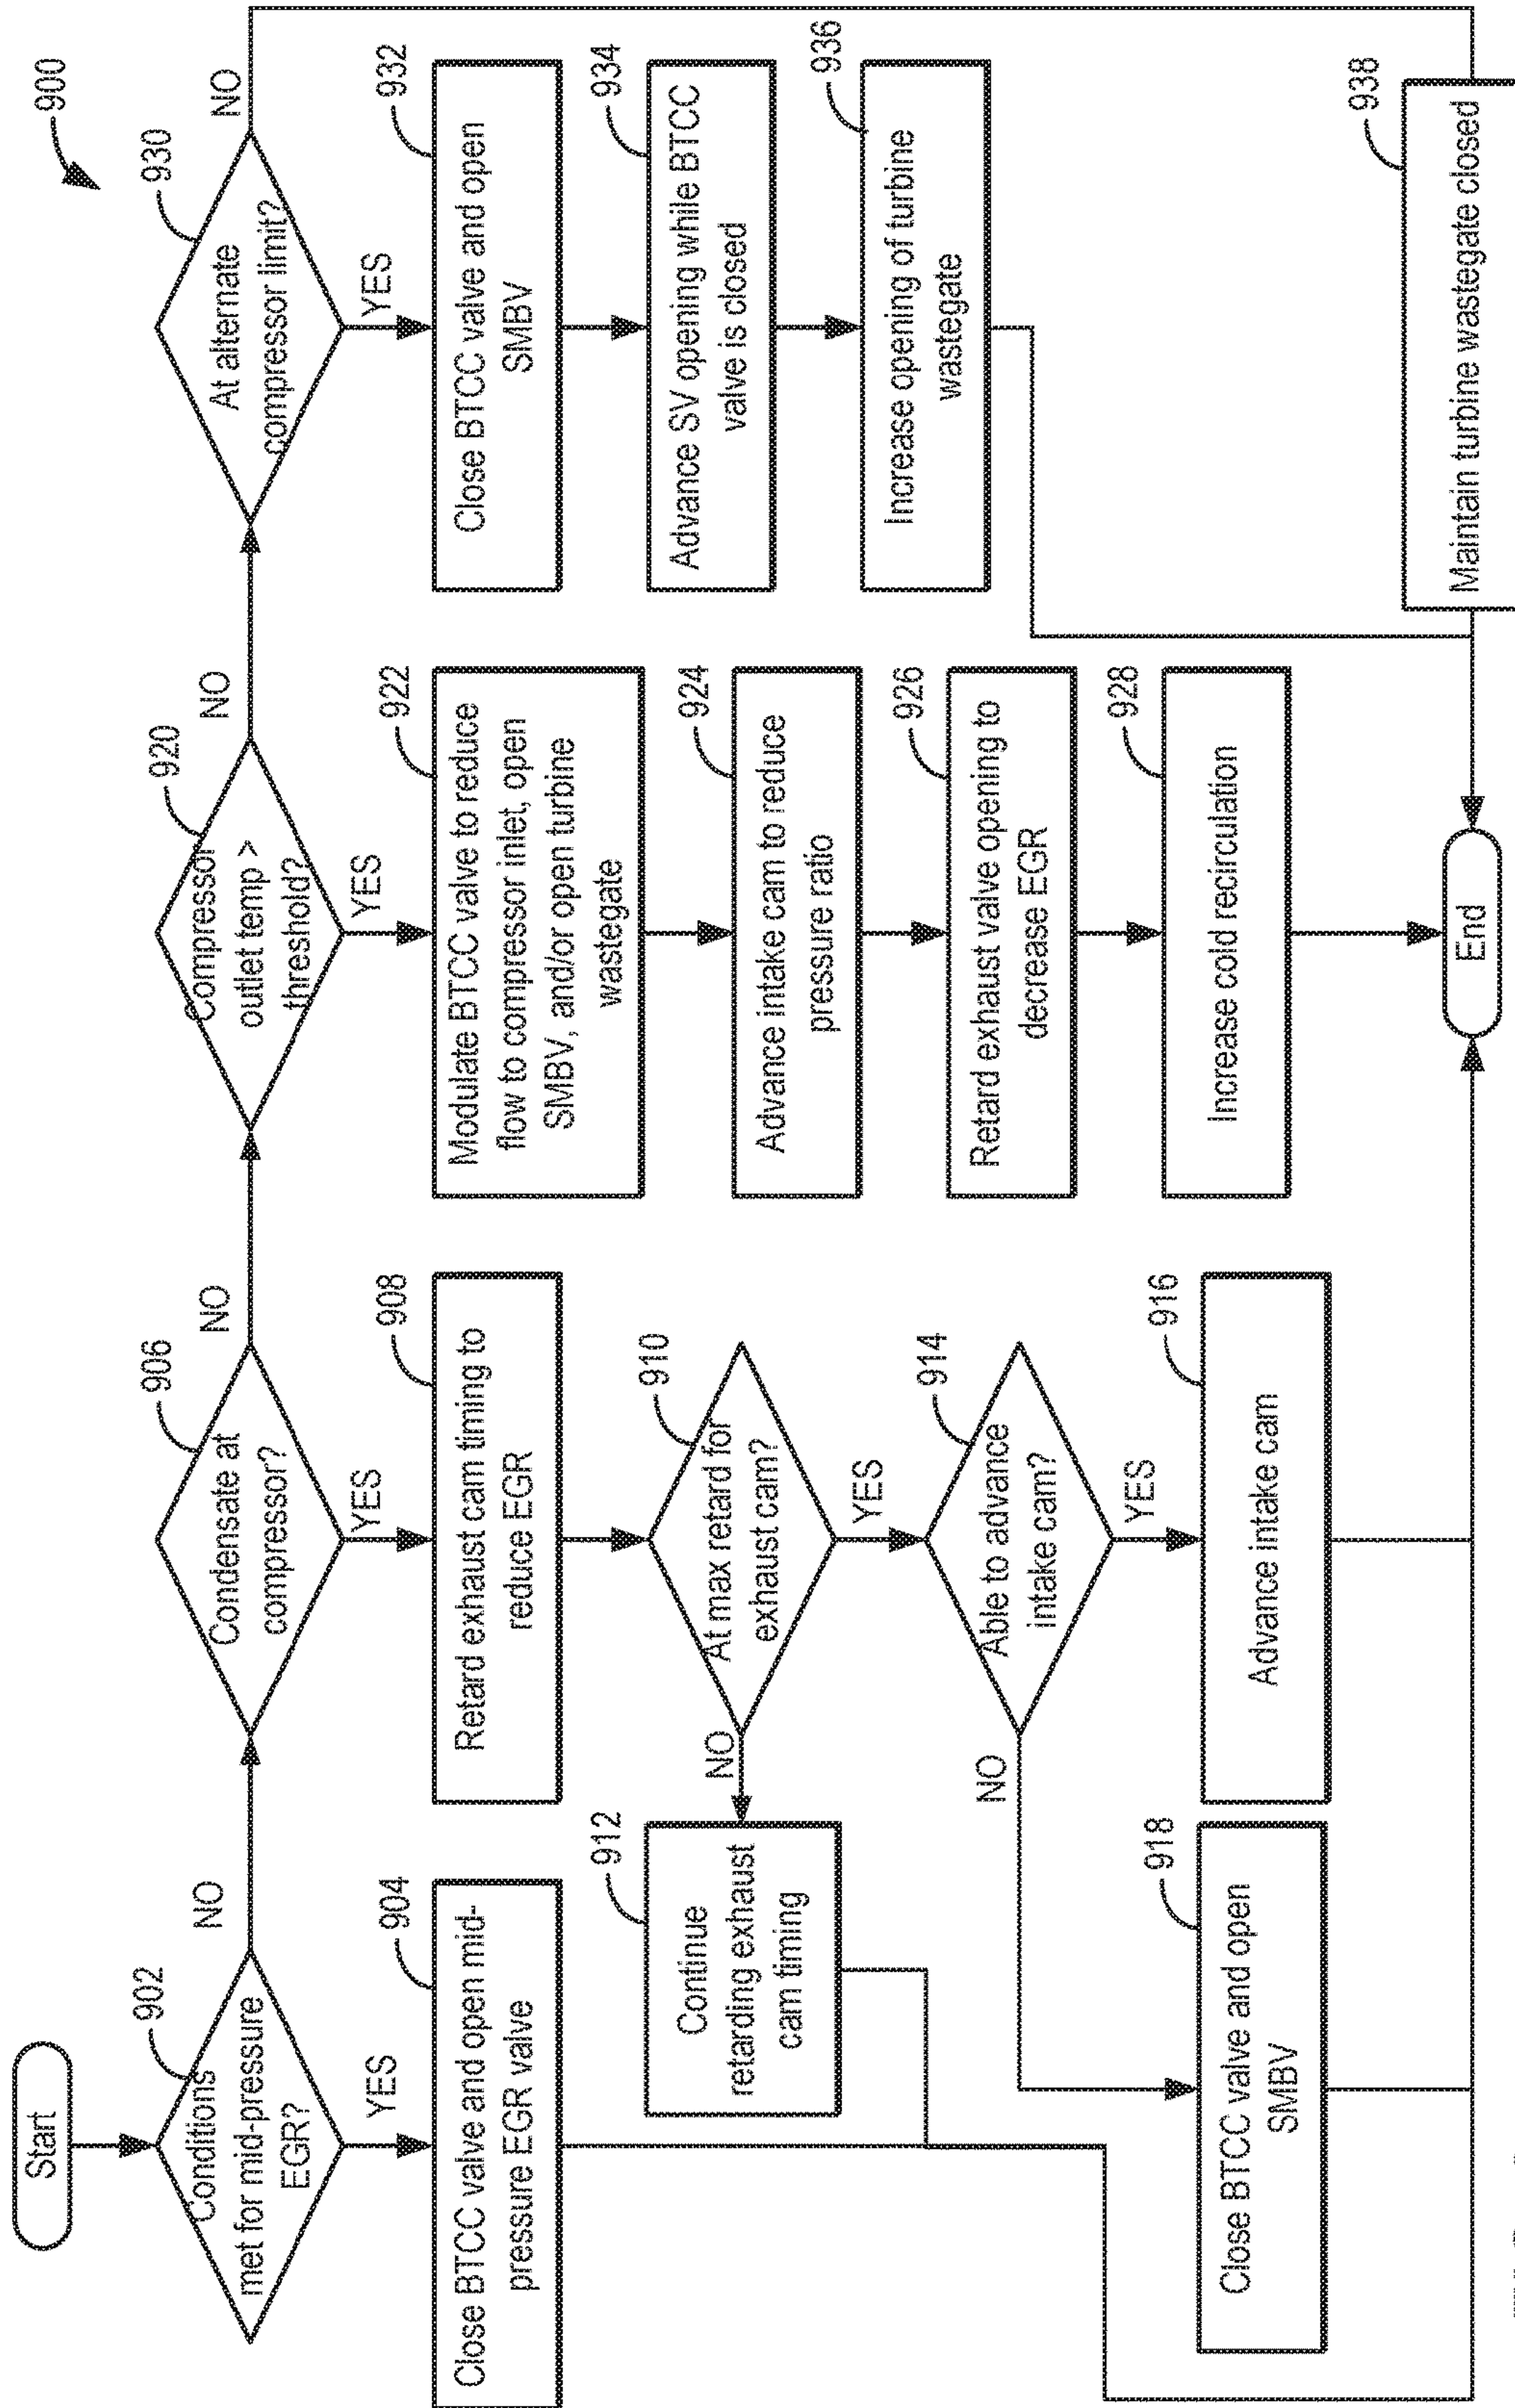 900
Start
902
Conditions
met for mid-pressure
EGR?
NO
YES
904
Close BTCC valve and open mid-
pressure EGR valve
906
Condensate at
compressor?
NO
YES
908
Retard exhaust cam timing to
reduce EGR
910
At max retard for
exhaust cam?
NO
YES
912
Continue
retarding exhaust
cam timing
914
Able to advance
intake cam?
NO
YES
916
Advance intake cam
918
Close BTCC valve and open
SMBV
920
Compressor
outlet temp >
threshold?
NO
YES
922
Modulate BTCC valve to reduce
flow to compressor inlet, open
SMBV, and/or open turbine
wastegate
924
Advance intake cam to reduce
pressure ratio
926
Retard exhaust valve opening to
decrease EGR
928
Increase cold recirculation
930
At alternate
compressor limit?
NO
YES
932
Close BTCC valve and open
SMBV
934
Advance SV opening while BTCC
valve is closed
936
Increase opening of turbine
wastegate
938
Maintain turbine wastegate closed
End